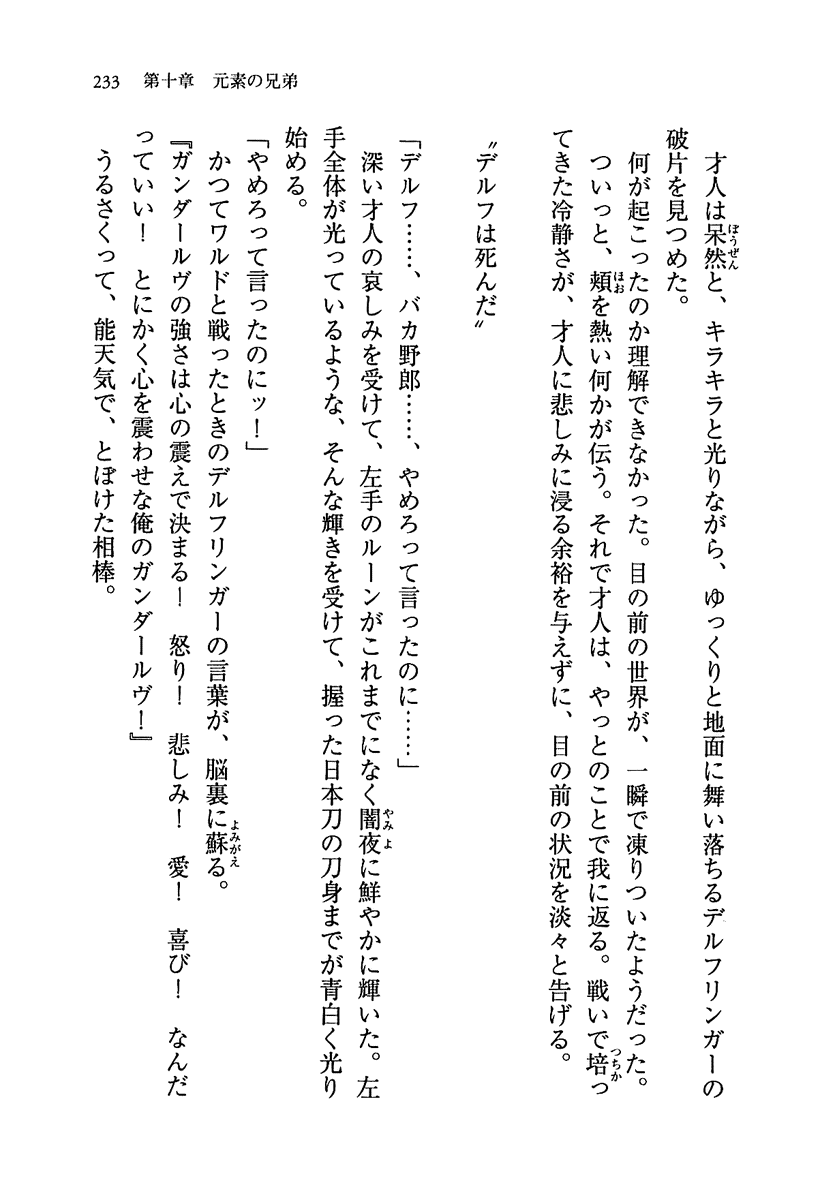 233　第十章　元素の兄弟
　才人は呆然と、キラキラと光りながら、ゆっくりと地面に舞い落ちるデルフリンガーの
破片を見つめた。
　何が起こったのか理解できなかった。目の前の世界が、一瞬で凍りついたようだった。
　ついっと、頬を熱い何かが伝う。それで才人は、やっとのことで我に返る。戦いで培っ
てきた冷静さが、才人に悲しみに浸る余裕を与えずに、目の前の状況を淡々と告げる。
〝デルフは死んだ〟
「デルフ……、バカ野郎……、やめろって言ったのに……」
　深い才人の哀しみを受けて、左手のルーンがこれまでになく闇夜に鮮やかに輝いた。左
手全体が光っているような、そんな輝きを受けて、握った日本刀の刀身までが青白く光り
始める。
「やめろって言ったのにッ！」
　かつてワルドと戦ったときのデルフリンガーの言葉が、脳裏に蘇る。
『ガンダールヴの強さは心の震えで決まる！　怒り！　悲しみ！　愛！　喜び！　なんだ
っていい！　とにかく心を震わせな俺のガンダールヴ！』
　うるさくって、能天気で、とぼけた相棒。